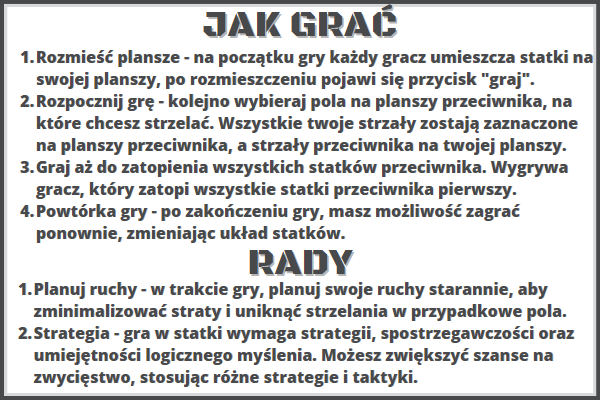 JAK GRAĆ
1. Rozmieść plansze - na początku gry każdy gracz umieszcza statki na
swojej planszy, po rozmieszczeniu pojawi się przycisk "graj".
2. Rozpocznij grę - kolejno wybieraj pola na planszy przeciwnika, na
które chcesz strzelać. Wszystkie twoje strzały zostają zaznaczone
na planszy przeciwnika, a strzały przeciwnika na twojej planszy.
3. Graj aż do zatopienia wszystkich statków przeciwnika. Wygrywa
gracz, który zatopi wszystkie statki przeciwnika pierwszy.
4. Powtórka gry - po zakończeniu gry, masz możliwość zagrać
ponownie, zmieniając układ statków.
RADY
1. Planuj ruchy - w trakcie gry, planuj swoje ruchy starannie, aby
zminimalizować straty i uniknąć strzelania w przypadkowe pola.
2. Strategia - gra w statki wymaga strategii, spostrzegawczości oraz
umiejętności logicznego myślenia. Możesz zwiększyć szanse na
zwycięstwo, stosując różne strategie i taktyki.